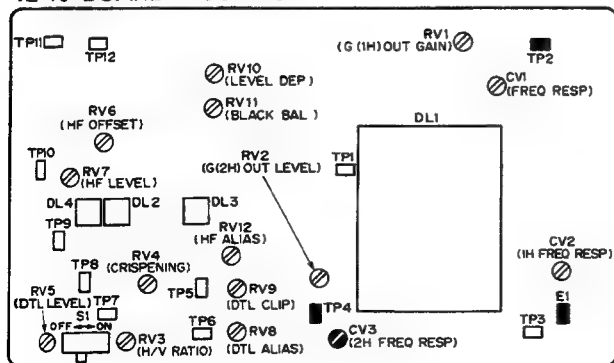 TP11
TP12
RV1
(G (1H) OUT GAIN)
TP2
RV10
(LEVEL DEP)
CV1
(FREQ RESP)
RV11
(BLACK BAL)
RV6
(HF OFFSET)
DL1
RV2
(G(2H) OUT LEVEL)
TP1
TP10
RV7
(HF LEVEL)
DL4
DL2
DL3
TP9
RV12
(HF ALIAS)
CV2
(1H FREQ RESP)
RV4
(CRISPENING)
TP8
RV5
(DTL LEVEL)
TP5
RV9
(DTL CLIP)
TP7
S1
OFF ↔ ON
TP4
E1
TP6
RV3
(H/V RATIO)
RV8
(DTL ALIAS)
CV3
(2H FREQ RESP)
TP3